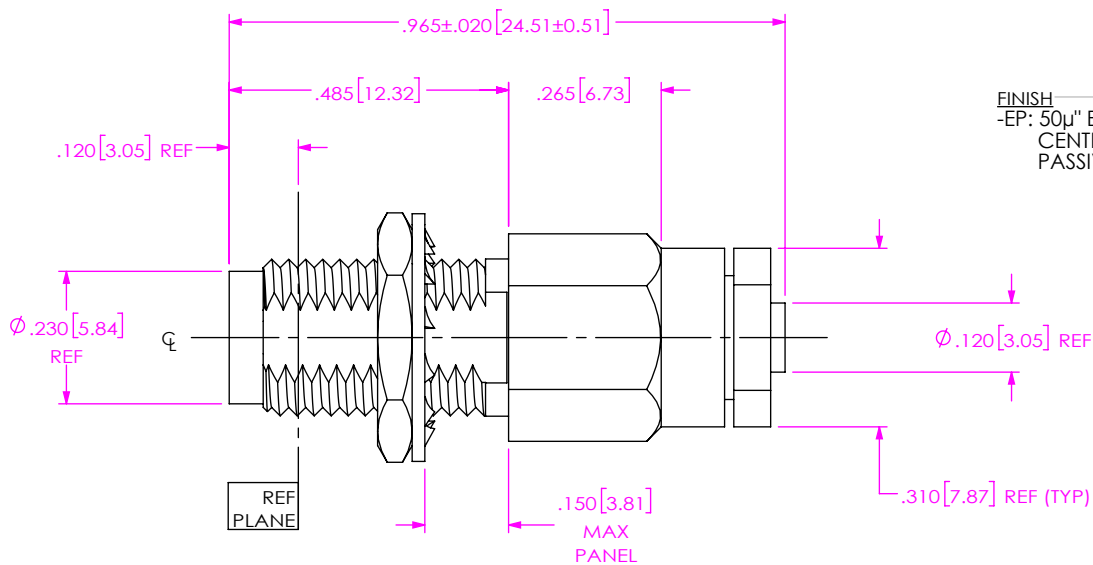 .965±.020[24.51±0.51]
.485[12.32]
.265[6.73]
FINISH
-EP: 50µ"
.120[3.05] REF
Ø.230[5.84]
REF
℄
Ø.120[3.05] REF
REF
PLANE
.150[3.81]
MAX
PANEL
.310[7.87] REF (TYP)